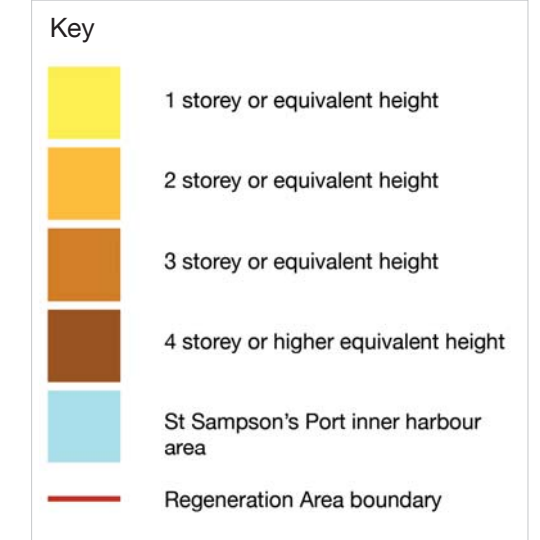 Key
1 storey or equivalent height
2 storey or equivalent height
3 storey or equivalent height
4 storey or higher equivalent height
St Sampson's Port inner harbour
area
Regeneration Area boundary